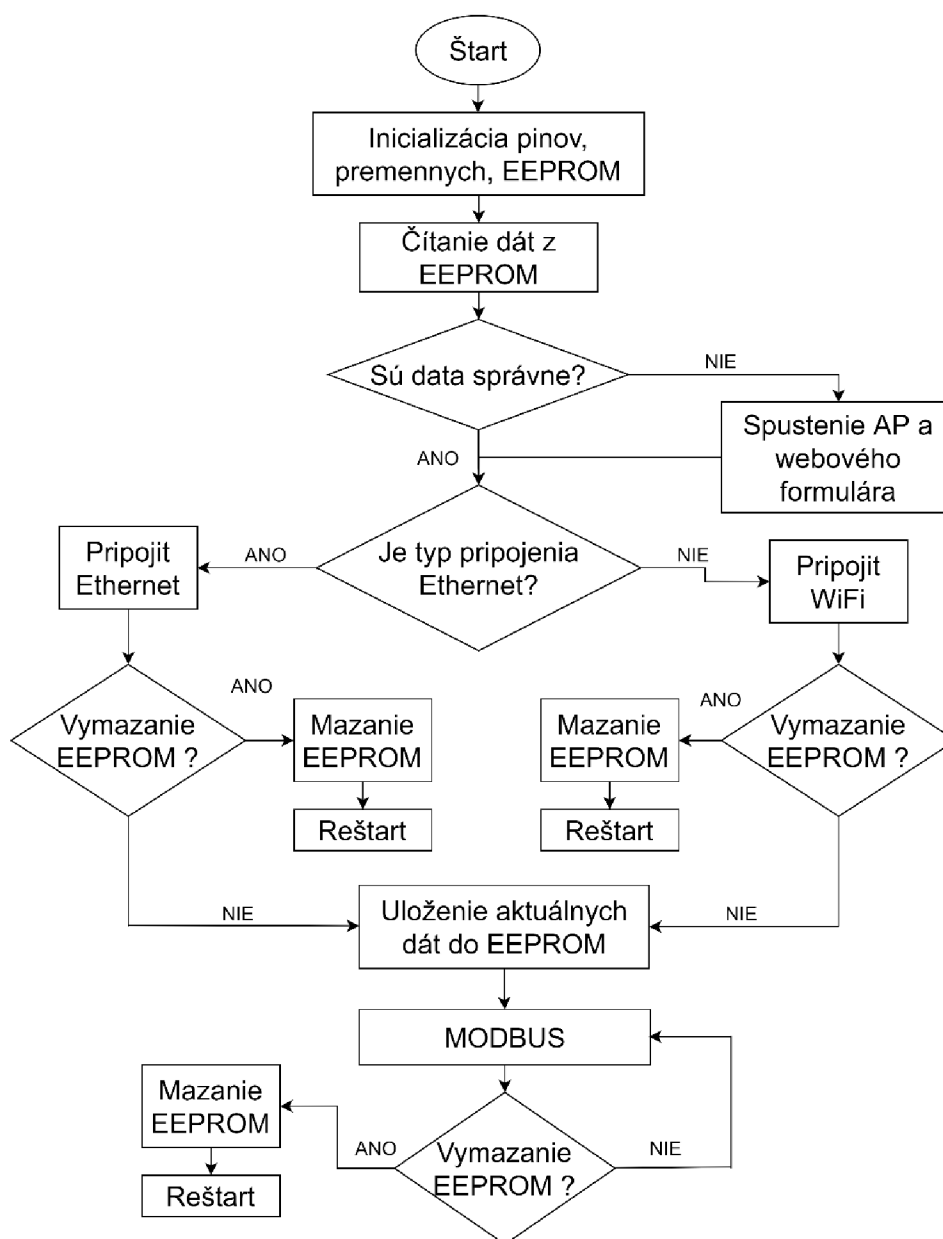 Štart
Inicializácia pinov,
premennych, EEPROM
Čítanie dát z
EEPROM
Sú data správne?
NIE
Spustenie AP a
webového
formulára
ANO
Je typ pripojenia
Ethernet?
ANO
NIE
Pripojit
Ethernet
Pripojit
WiFi
Vymazanie
EEPROM ?
ANO
Mazanie
EEPROM
Reštart
Mazanie
EEPROM
Reštart
ANO
Vymazanie
EEPROM ?
NIE
Uloženie aktuálnych
dát do EEPROM
NIE
MODBUS
Mazanie
EEPROM
Reštart
ANO
Vymazanie
EEPROM ?
NIE